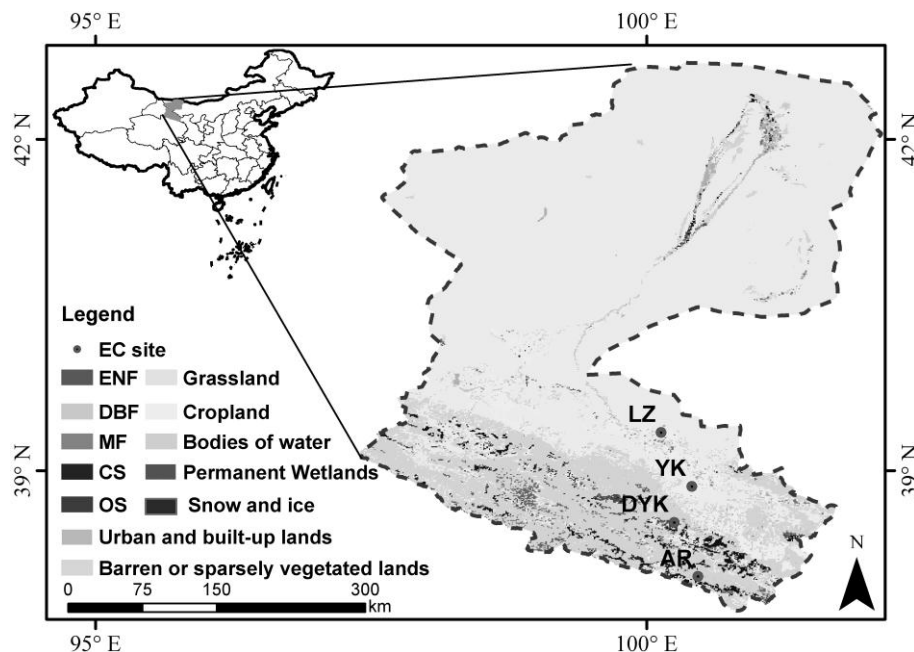 95° E 100° E
42° N 42° N
Legend
EC site
ENF Grassland
DBF Cropland
MF Bodies of water
CS Permanent Wetlands
OS Snow and ice
Urban and built-up lands
Barren or sparsely vegetated lands
0 75 150 300
km
LZ
YK
DYK
AR
39° N 39° N
N
95° E 100° E